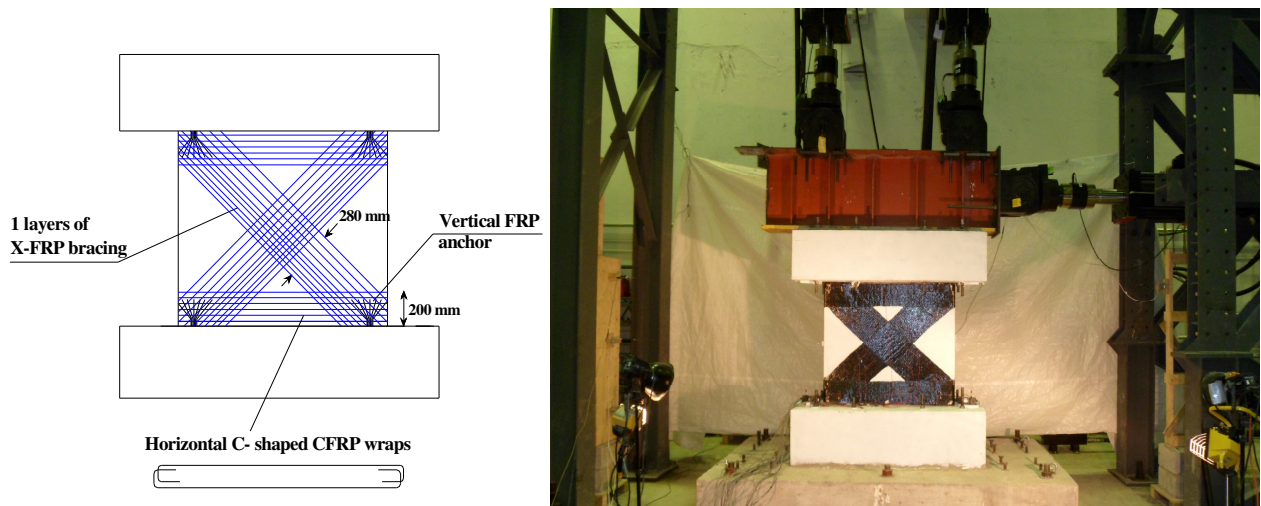 1 layers of
X-FRP bracing
280 mm
Vertical FRP
anchor
200 mm
Horizontal C- shaped CFRP wraps